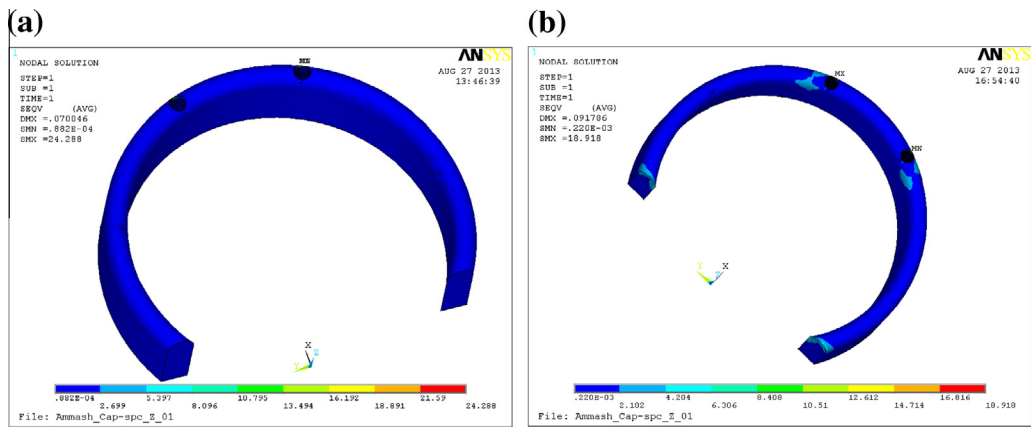 (a)
1
NODAL SOLUTION
STEP=1
SUB =1
TIME=1
SEQV (AVG)
DMX =.070046
SMN =.882E-04
SMX =24.288
ANSYS
AUG 27 2013
13:46:39
MN
X
Y
Z
.882E-04 2.699 5.397 8.096 10.795 13.494 16.192 18.891 21.59 24.288
File: Ammash_Cap-spc_Z_01
(b)
1
NODAL SOLUTION
STEP=1
SUB =1
TIME=1
SEQV (AVG)
DMX =.091786
SMN =.220E-03
SMX =18.918
ANSYS
AUG 27 2013
16:54:40
MX
MN
X
Y
Z
.220E-03 2.102 4.204 6.306 8.408 10.51 12.612 14.714 16.816 18.918
File: Ammash_Cap-spc_Z_01